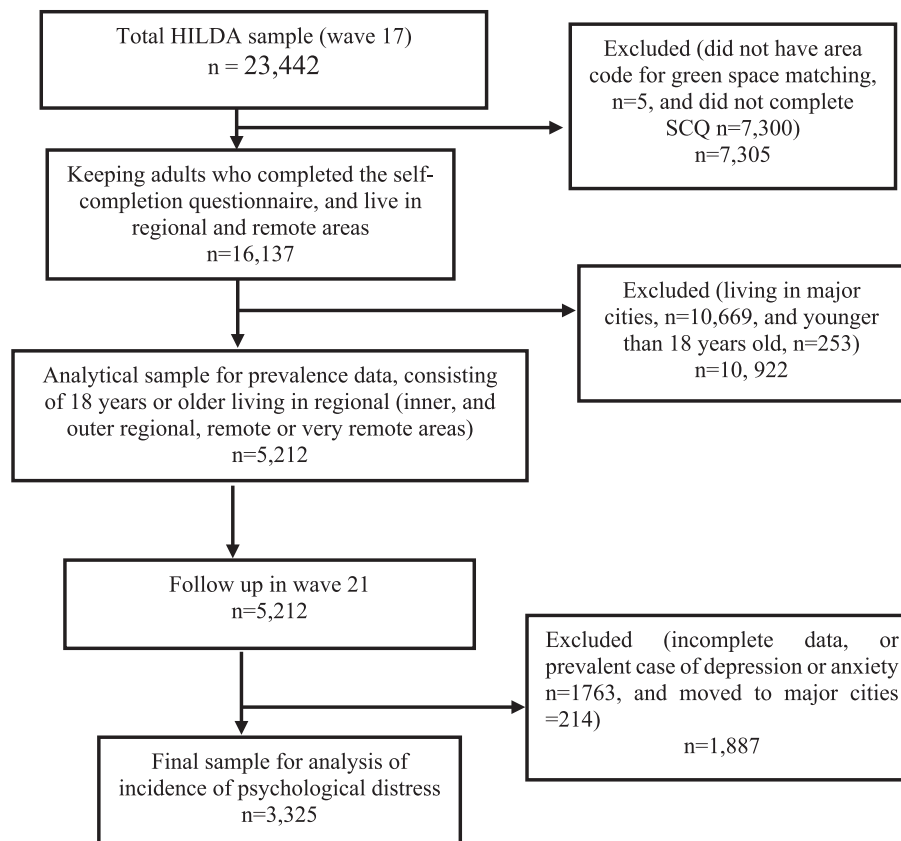 Total HILDA sample (wave 17)
n = 23,442
Excluded (did not have area
code for green space matching,
n=5, and did not complete
SCQ n=7,300)
n=7,305
Keeping adults who completed the self-
completion questionnaire, and live in
regional and remote areas
n=16,137
Excluded (living in major
cities, n=10,669, and younger
than 18 years old, n=253)
n=10, 922
Analytical sample for prevalence data, consisting
of 18 years or older living in regional (inner, and
outer regional, remote or very remote areas)
n=5,212
Follow up in wave 21
n=5,212
Excluded (incomplete data, or
prevalent case of depression or anxiety
n=1763, and moved to major cities
=214)
n=1,887
Final sample for analysis of
incidence of psychological distress
n=3,325